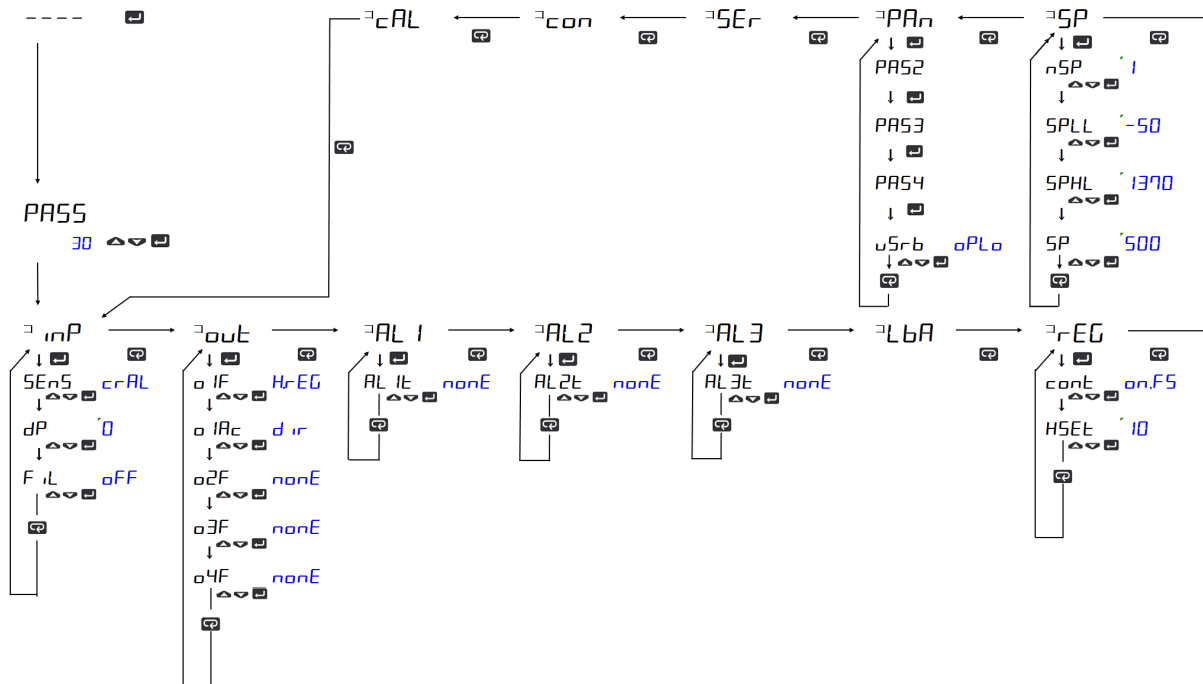 - - - -
cAL con SEr PAn SP
PAS2 nSP 1
PAS3 SPLL -50
PAS4 SPHL 1370
uSrb oPLo SP 500
PASS
30
inP out AL1 AL2 AL3 LbA rEG
SEnS crAL o1F HrEG AL1t nonE AL2t nonE AL3t nonE cont on.FS
dP 0 o1Ac dir HSEt 10
FiL oFF o2F nonE
o3F nonE
o4F nonE